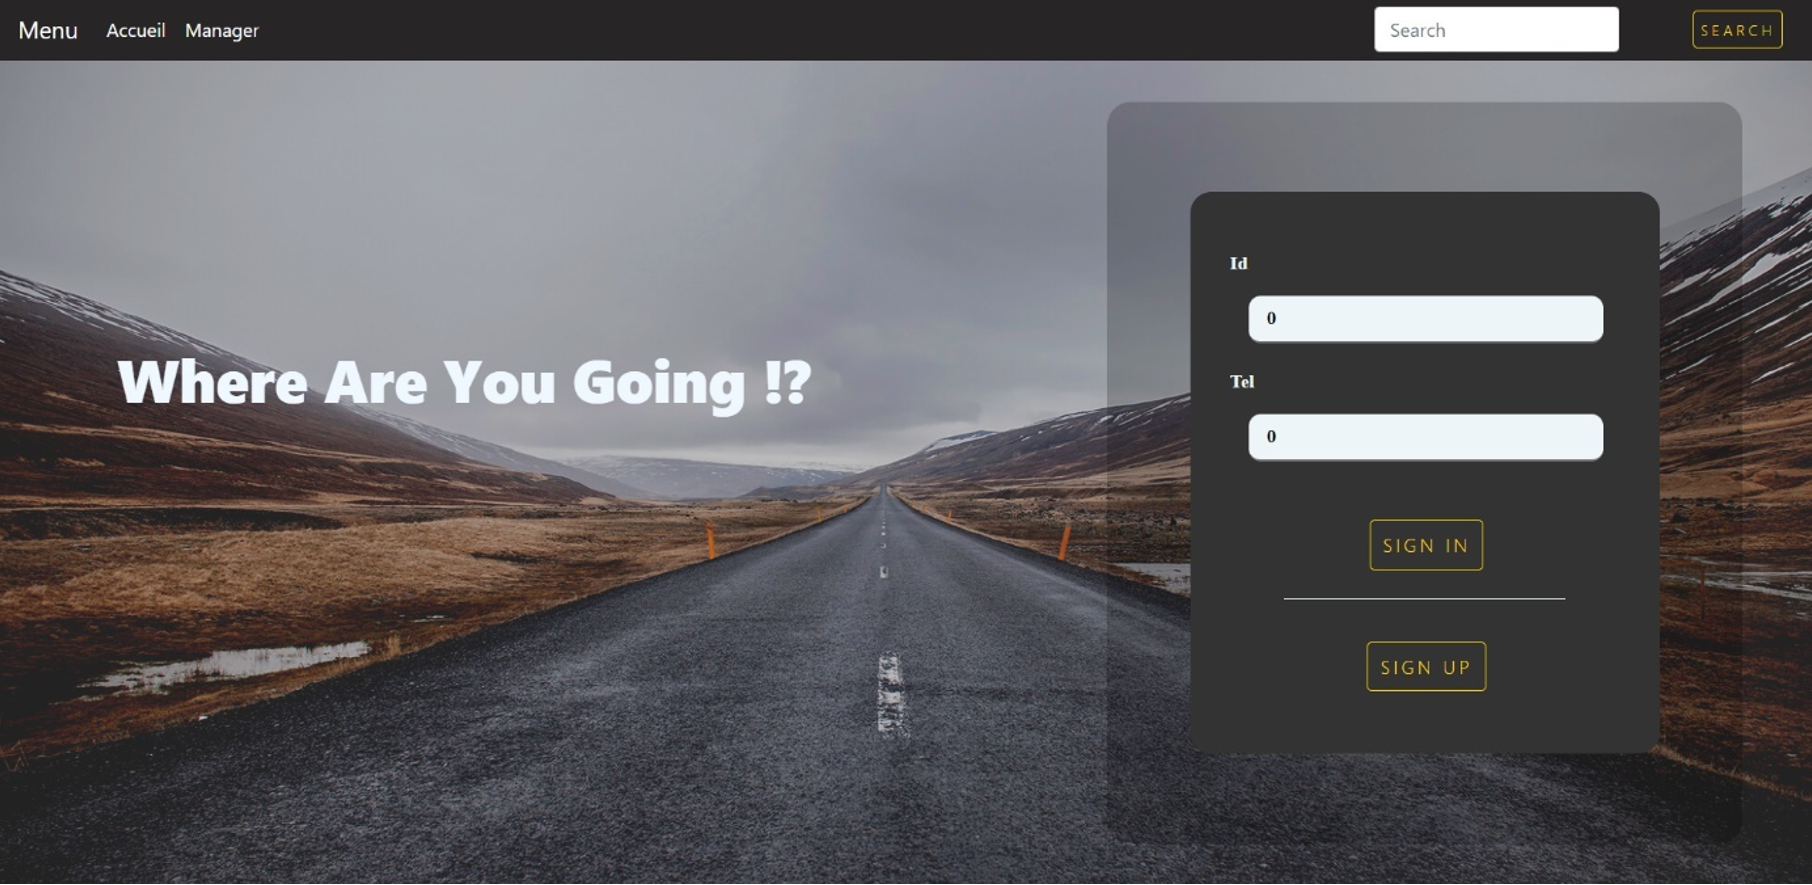 Menu Accueil Manager Search SEARCH
Where Are You Going !?
Id
0
Tel
0
SIGN IN
SIGN UP